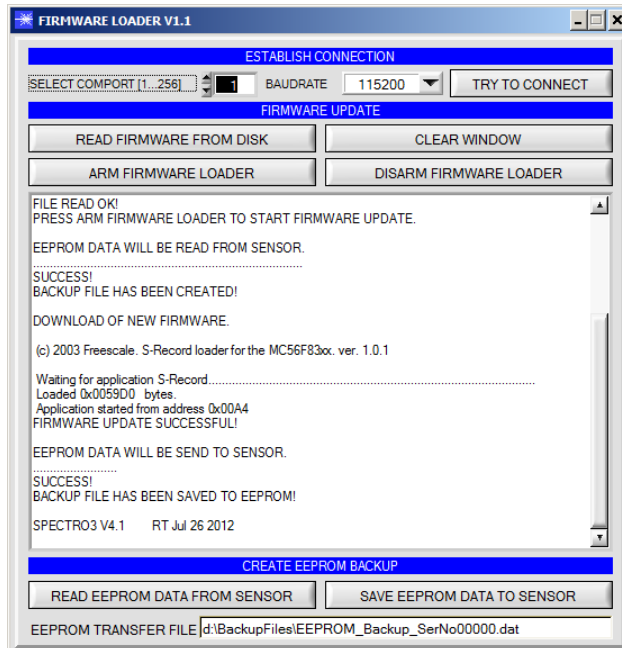 FIRMWARE LOADER V1.1
ESTABLISH CONNECTION
SELECT COMPORT [1...256] 1 BAUDRATE 115200 TRY TO CONNECT
FIRMWARE UPDATE
READ FIRMWARE FROM DISK CLEAR WINDOW
ARM FIRMWARE LOADER DISARM FIRMWARE LOADER
FILE READ OK!
PRESS ARM FIRMWARE LOADER TO START FIRMWARE UPDATE.
EEPROM DATA WILL BE READ FROM SENSOR.
................................................................................
SUCCESS!
BACKUP FILE HAS BEEN CREATED!
DOWNLOAD OF NEW FIRMWARE.
(c) 2003 Freescale. S-Record loader for the MC56F83xx. ver. 1.0.1
Waiting for application S-Record................................................................................
Loaded 0x0059D0 bytes.
Application started from address 0x00A4
FIRMWARE UPDATE SUCCESSFUL!
EEPROM DATA WILL BE SEND TO SENSOR.
.........................
SUCCESS!
BACKUP FILE HAS BEEN SAVED TO EEPROM!
SPECTRO3 V4.1 RT Jul 26 2012
CREATE EEPROM BACKUP
READ EEPROM DATA FROM SENSOR SAVE EEPROM DATA TO SENSOR
EEPROM TRANSFER FILE d:\BackupFiles\EEPROM_Backup_SerNo00000.dat